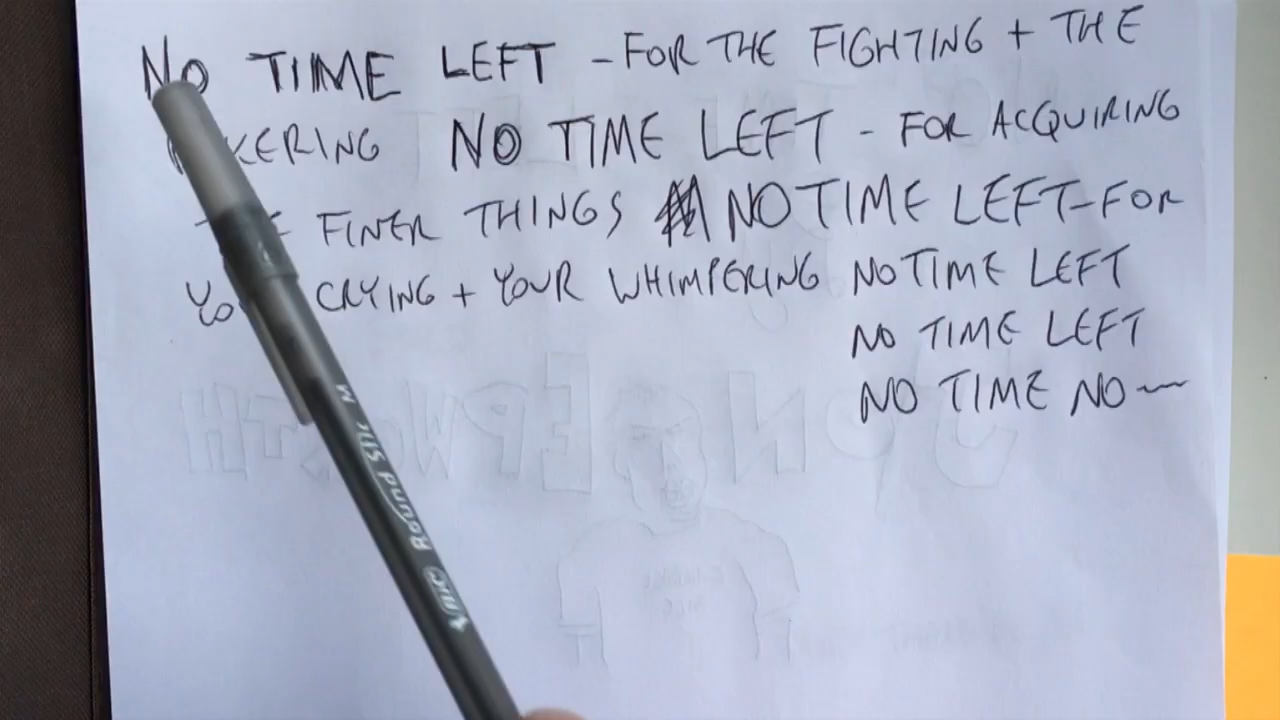 NO TIME LEFT - FOR THE FIGHTING + THE
NO TIME LEFT - FOR ACQUIRING
FINER THINGS NO TIME LEFT - FOR
CRYING + YOUR WHIMPERING NO TIME LEFT
NO TIME LEFT
NO TIME NO
BIC Round Stic M